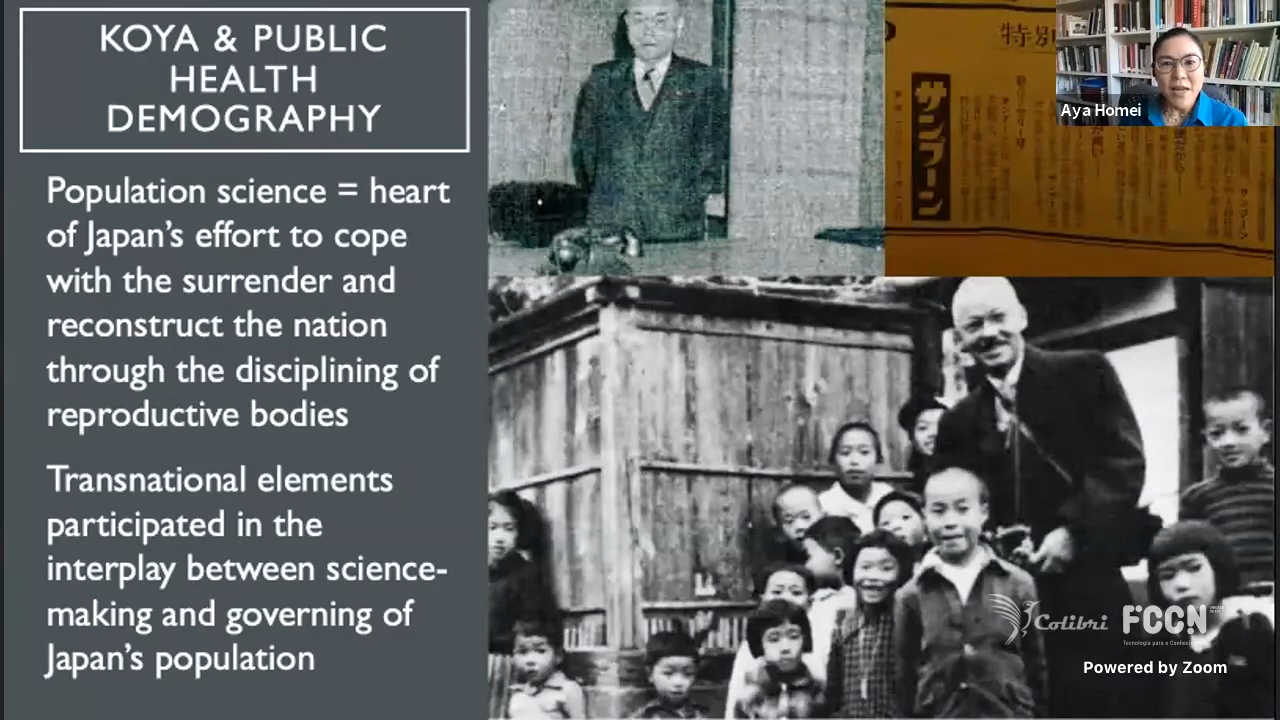 KOYA & PUBLIC
HEALTH
DEMOGRAPHY
Population science = heart
of Japan's effort to cope
with the surrender and
reconstruct the nation
through the disciplining of
reproductive bodies
Transnational elements
participated in the
interplay between science-
making and governing of
Japan's population
サンプーン
Aya Homei
Colibri
FCCN
Powered by Zoom